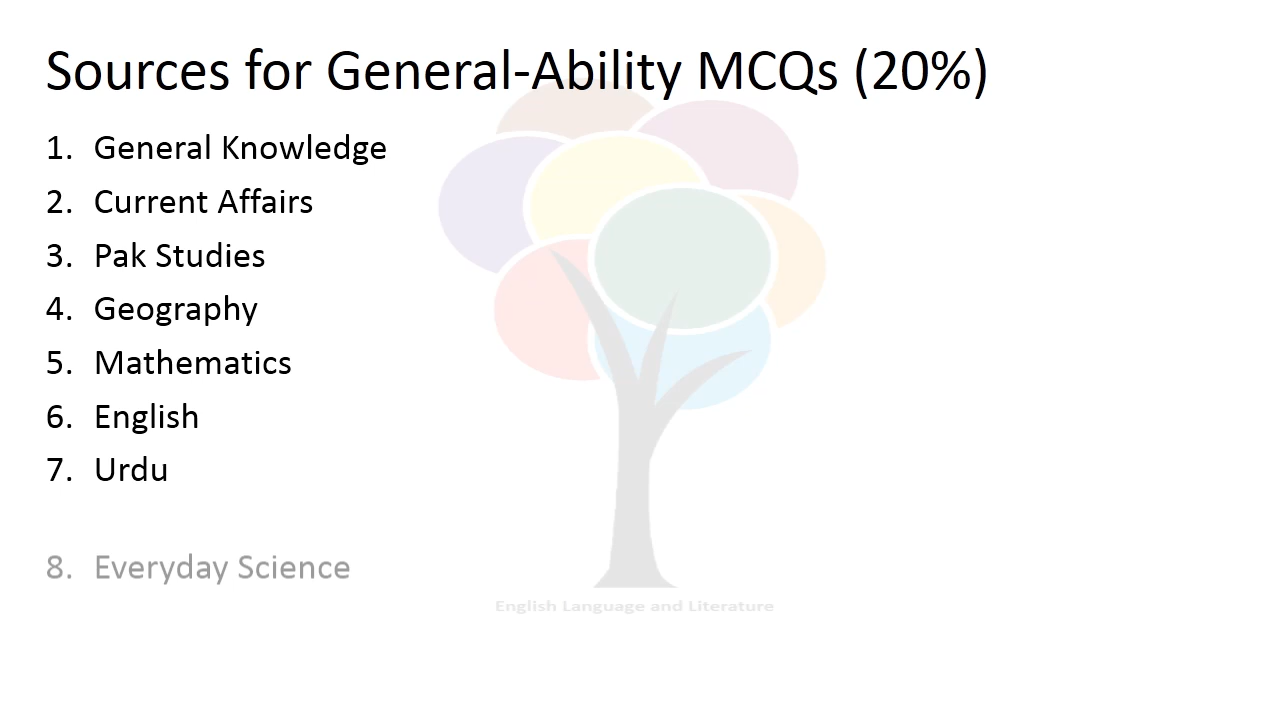 Sources for General-Ability MCQs (20%)
1. General Knowledge
2. Current Affairs
3. Pak Studies
4. Geography
5. Mathematics
6. English
7. Urdu
8. Everyday Science
English Language and Literature